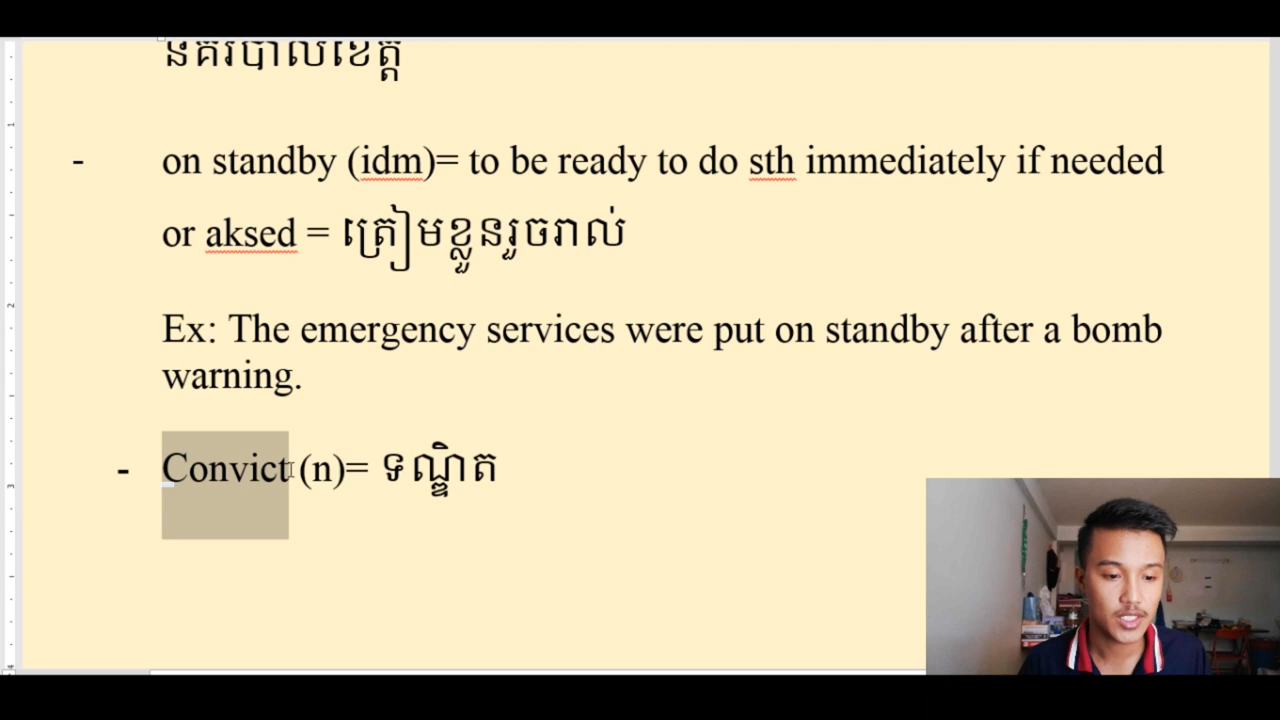 នគរបាលខេត្ត
- on standby (idm)= to be ready to do sth immediately if needed
or aksed = ត្រៀមខ្លួនរួចរាល់
Ex: The emergency services were put on standby after a bomb
warning.
- Convict (n)= ទណ្ឌិត